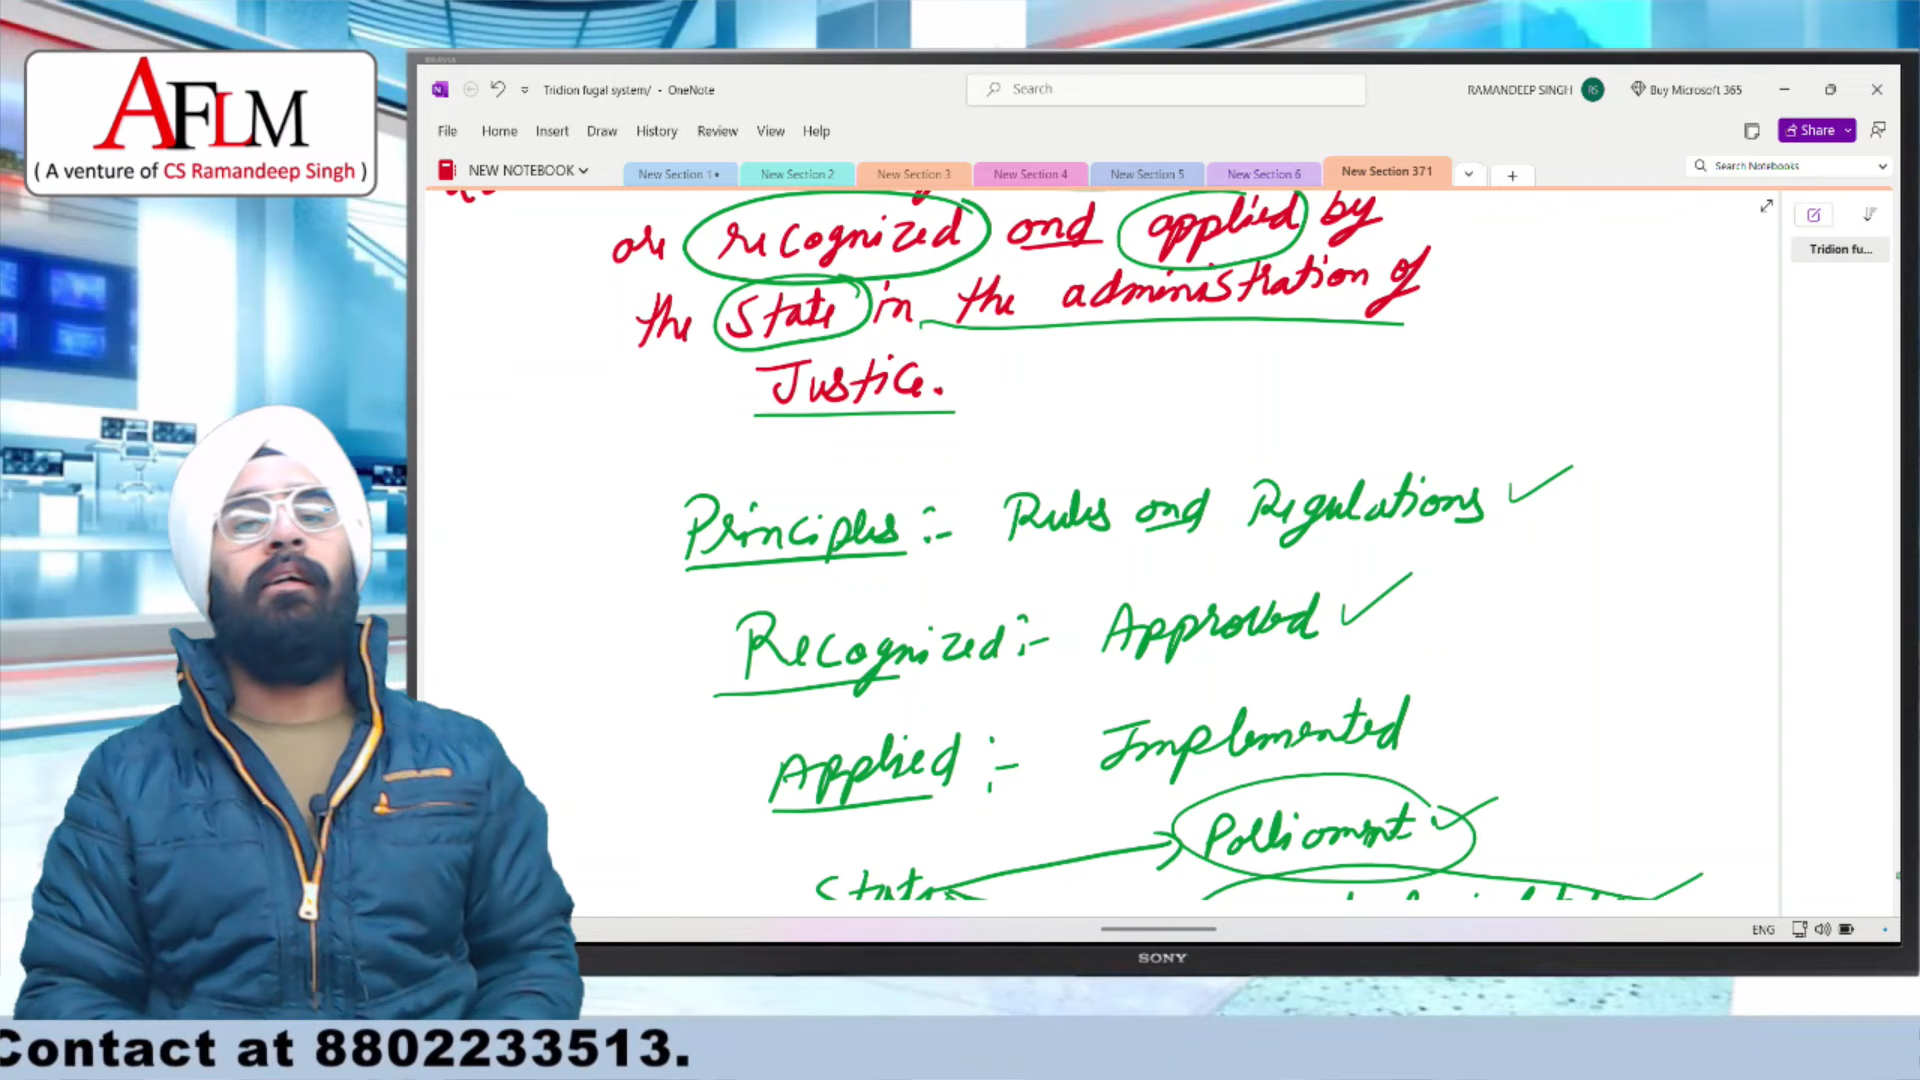 AFLM
( A venture of CS Ramandeep Singh )
BRAVIA
Tridion fugal system/ - OneNote
Search
RAMANDEEP SINGH
RS
Buy Microsoft 365
File
Home
Insert
Draw
History
Review
View
Help
Share
NEW NOTEBOOK
New Section 1
New Section 2
New Section 3
New Section 4
New Section 5
New Section 6
New Section 371
Search Notebooks
Tridion fu...
are recognized and applied by
the State in the administration of
Justice.
Principles :- Rules and Regulations
Recognized :- Approved
Applied :- Implemented
Parliament
State
ENG
SONY
Contact at 8802233513.